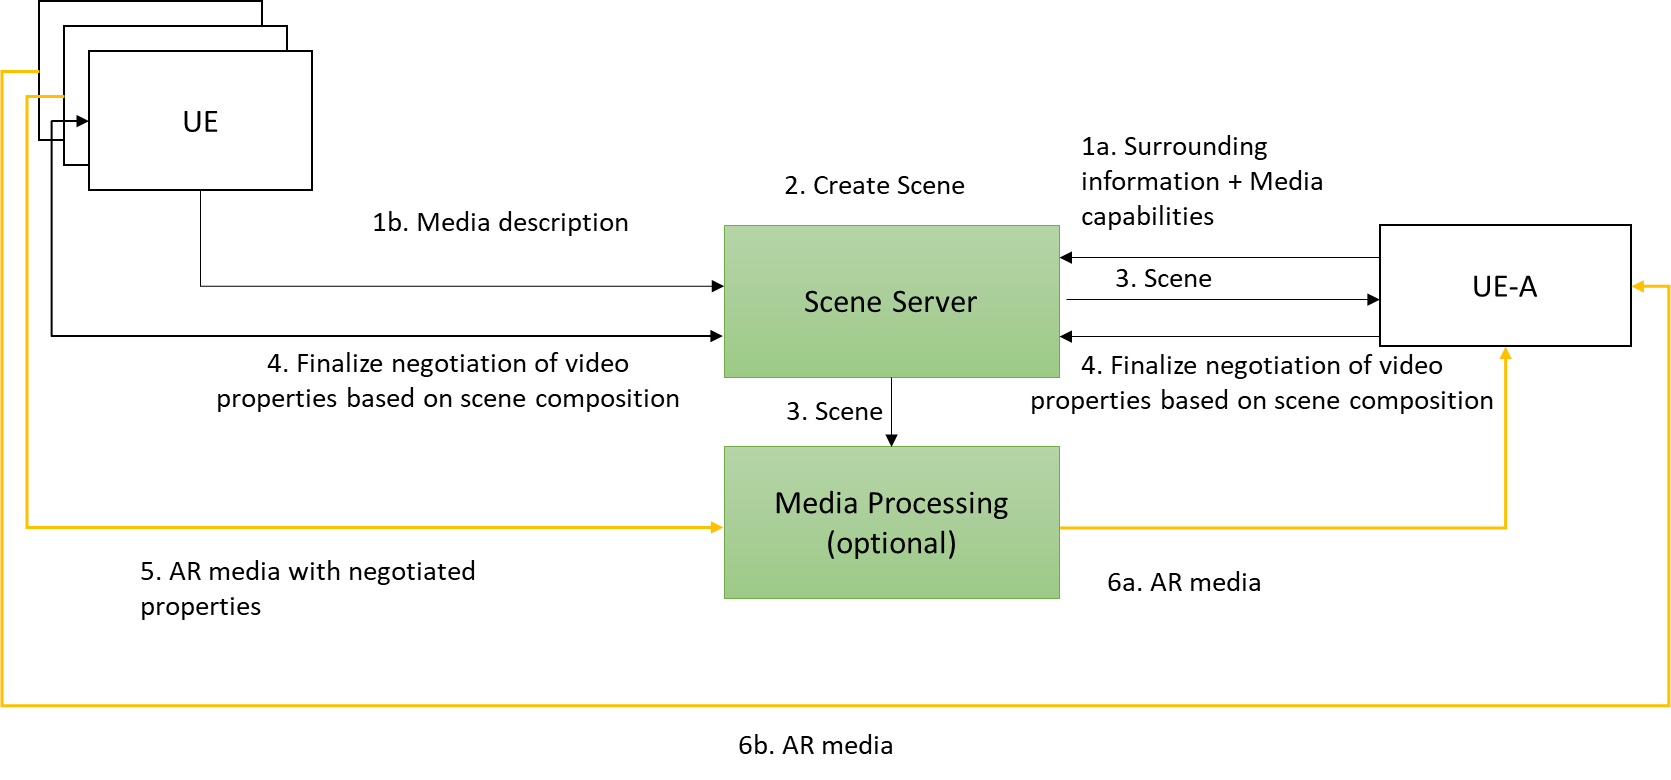 UE
1a. Surrounding
information + Media
capabilities
2. Create Scene
1b. Media description
Scene Server
3. Scene
UE-A
4. Finalize negotiation of video
properties based on scene composition
4. Finalize negotiation of video
properties based on scene composition
3. Scene
Media Processing
(optional)
5. AR media with negotiated
properties
6a. AR media
6b. AR media